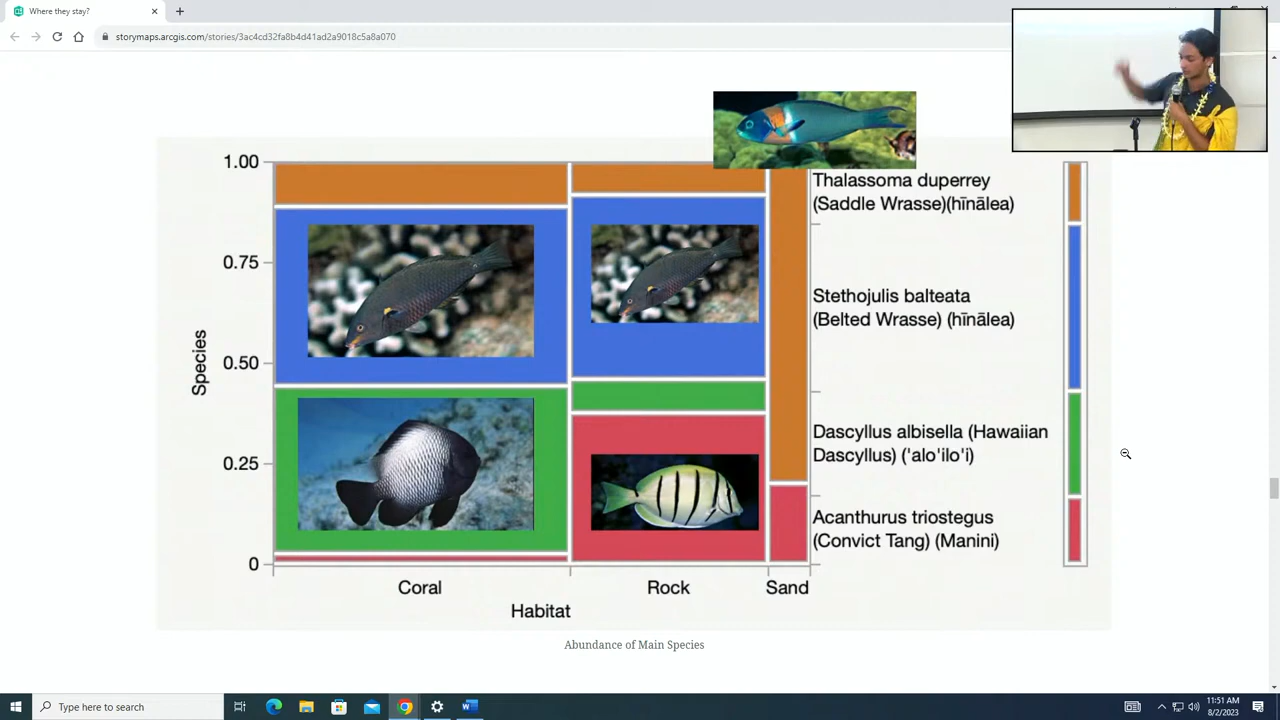 Where they stay?
storymaps.arcgis.com/stories/3ac4cd32fa8b4d41ad2a9018c5a8a070
1.00
0.75
0.50
0.25
0
Species
Thalassoma duperrey
(Saddle Wrasse)(hīnālea)
Stethojulis balteata
(Belted Wrasse) (hīnālea)
Dascyllus albisella (Hawaiian
Dascyllus) ('alo'ilo'i)
Acanthurus triostegus
(Convict Tang) (Manini)
Coral
Rock
Sand
Habitat
Abundance of Main Species
Type here to search
11:51 AM
8/2/2023